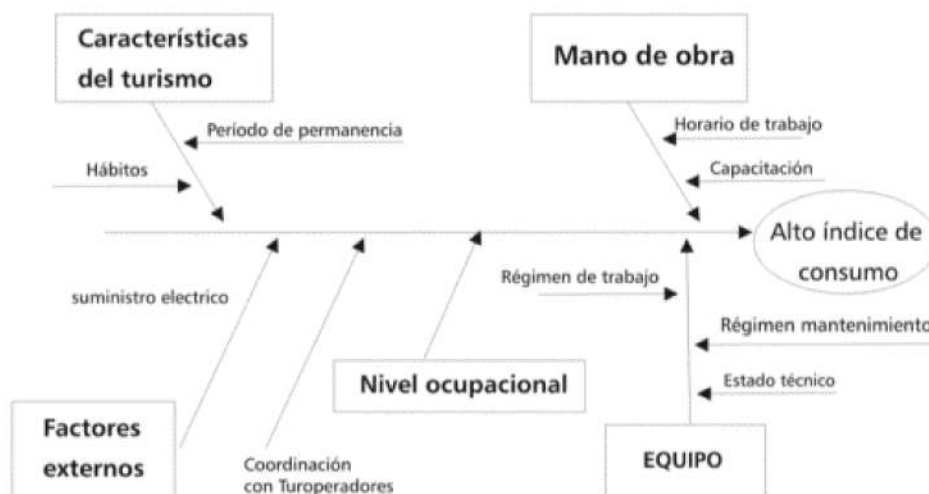 Características
del turismo
Mano de obra
Período de permanencia
Hábitos
Horario de trabajo
Capacitación
Alto índice de
consumo
suministro electrico
Régimen de trabajo
Régimen mantenimiento
Nivel ocupacional
Estado técnico
Factores
externos
Coordinación
con Turoperadores
EQUIPO